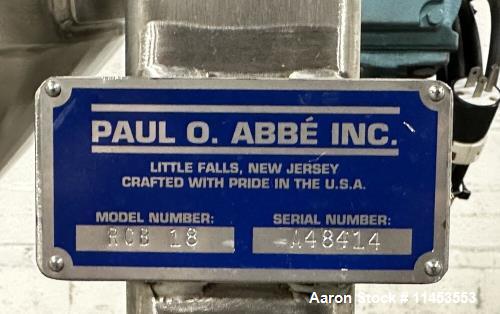 PAUL O. ABBÉ INC.
LITTLE FALLS, NEW JERSEY
CRAFTED WITH PRIDE IN THE U.S.A.
MODEL NUMBER: SERIAL NUMBER:
RCB 18 A48414
Aaron Stock # 11453553